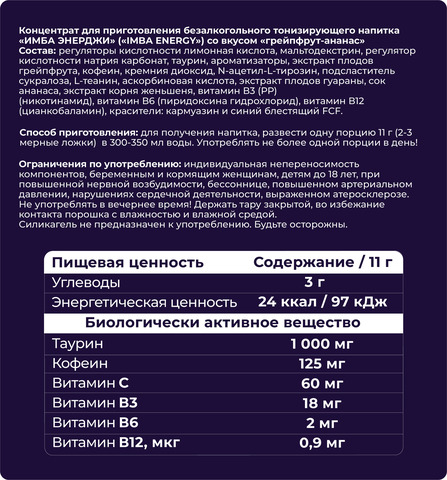 Концентрат для приготовления безалкогольного тонизирующего напитка
«ИМБА ЭНЕРДЖИ» («IMBA ENERGY») со вкусом «грейпфрут-ананас»
Состав: регуляторы кислотности лимонная кислота, мальтодекстрин, регулятор
кислотности натрия карбонат, таурин, ароматизаторы, экстракт плодов
грейпфрута, кофеин, кремния диоксид, N-ацетил-L-тирозин, подсластитель
сукралоза, L-теанин, аскорбиновая кислота, экстракт плодов гуараны, сок
ананаса, экстракт корня женьшеня, витамин B3 (PP)
(никотинамид), витамин B6 (пиридоксина гидрохлорид), витамин B12
(цианкобаламин), красители: кармуазин и синий блестящий FCF.
Способ приготовления: для получения напитка, развести одну порцию 11 г (2-3
мерные ложки) в 300-350 мл воды. Употреблять не более одной порции в день!
Ограничения по употреблению: индивидуальная непереносимость
компонентов, беременным и кормящим женщинам, детям до 18 лет, при
повышенной нервной возбудимости, бессоннице, повышенном артериальном
давлении, нарушениях сердечной деятельности, выраженном атеросклерозе.
Не употреблять в вечернее время! Держать тару закрытой, во избежание
контакта порошка с влажностью и влажной средой.
Силикагель не предназначен к употреблению. Будьте осторожны.
Пищевая ценность Содержание / 11 г
Углеводы 3 г
Энергетическая ценность 24 ккал / 97 кДж
Биологически активное вещество
Таурин 1 000 мг
Кофеин 125 мг
Витамин C 60 мг
Витамин B3 18 мг
Витамин B6 2 мг
Витамин B12, мкг 0,9 мг